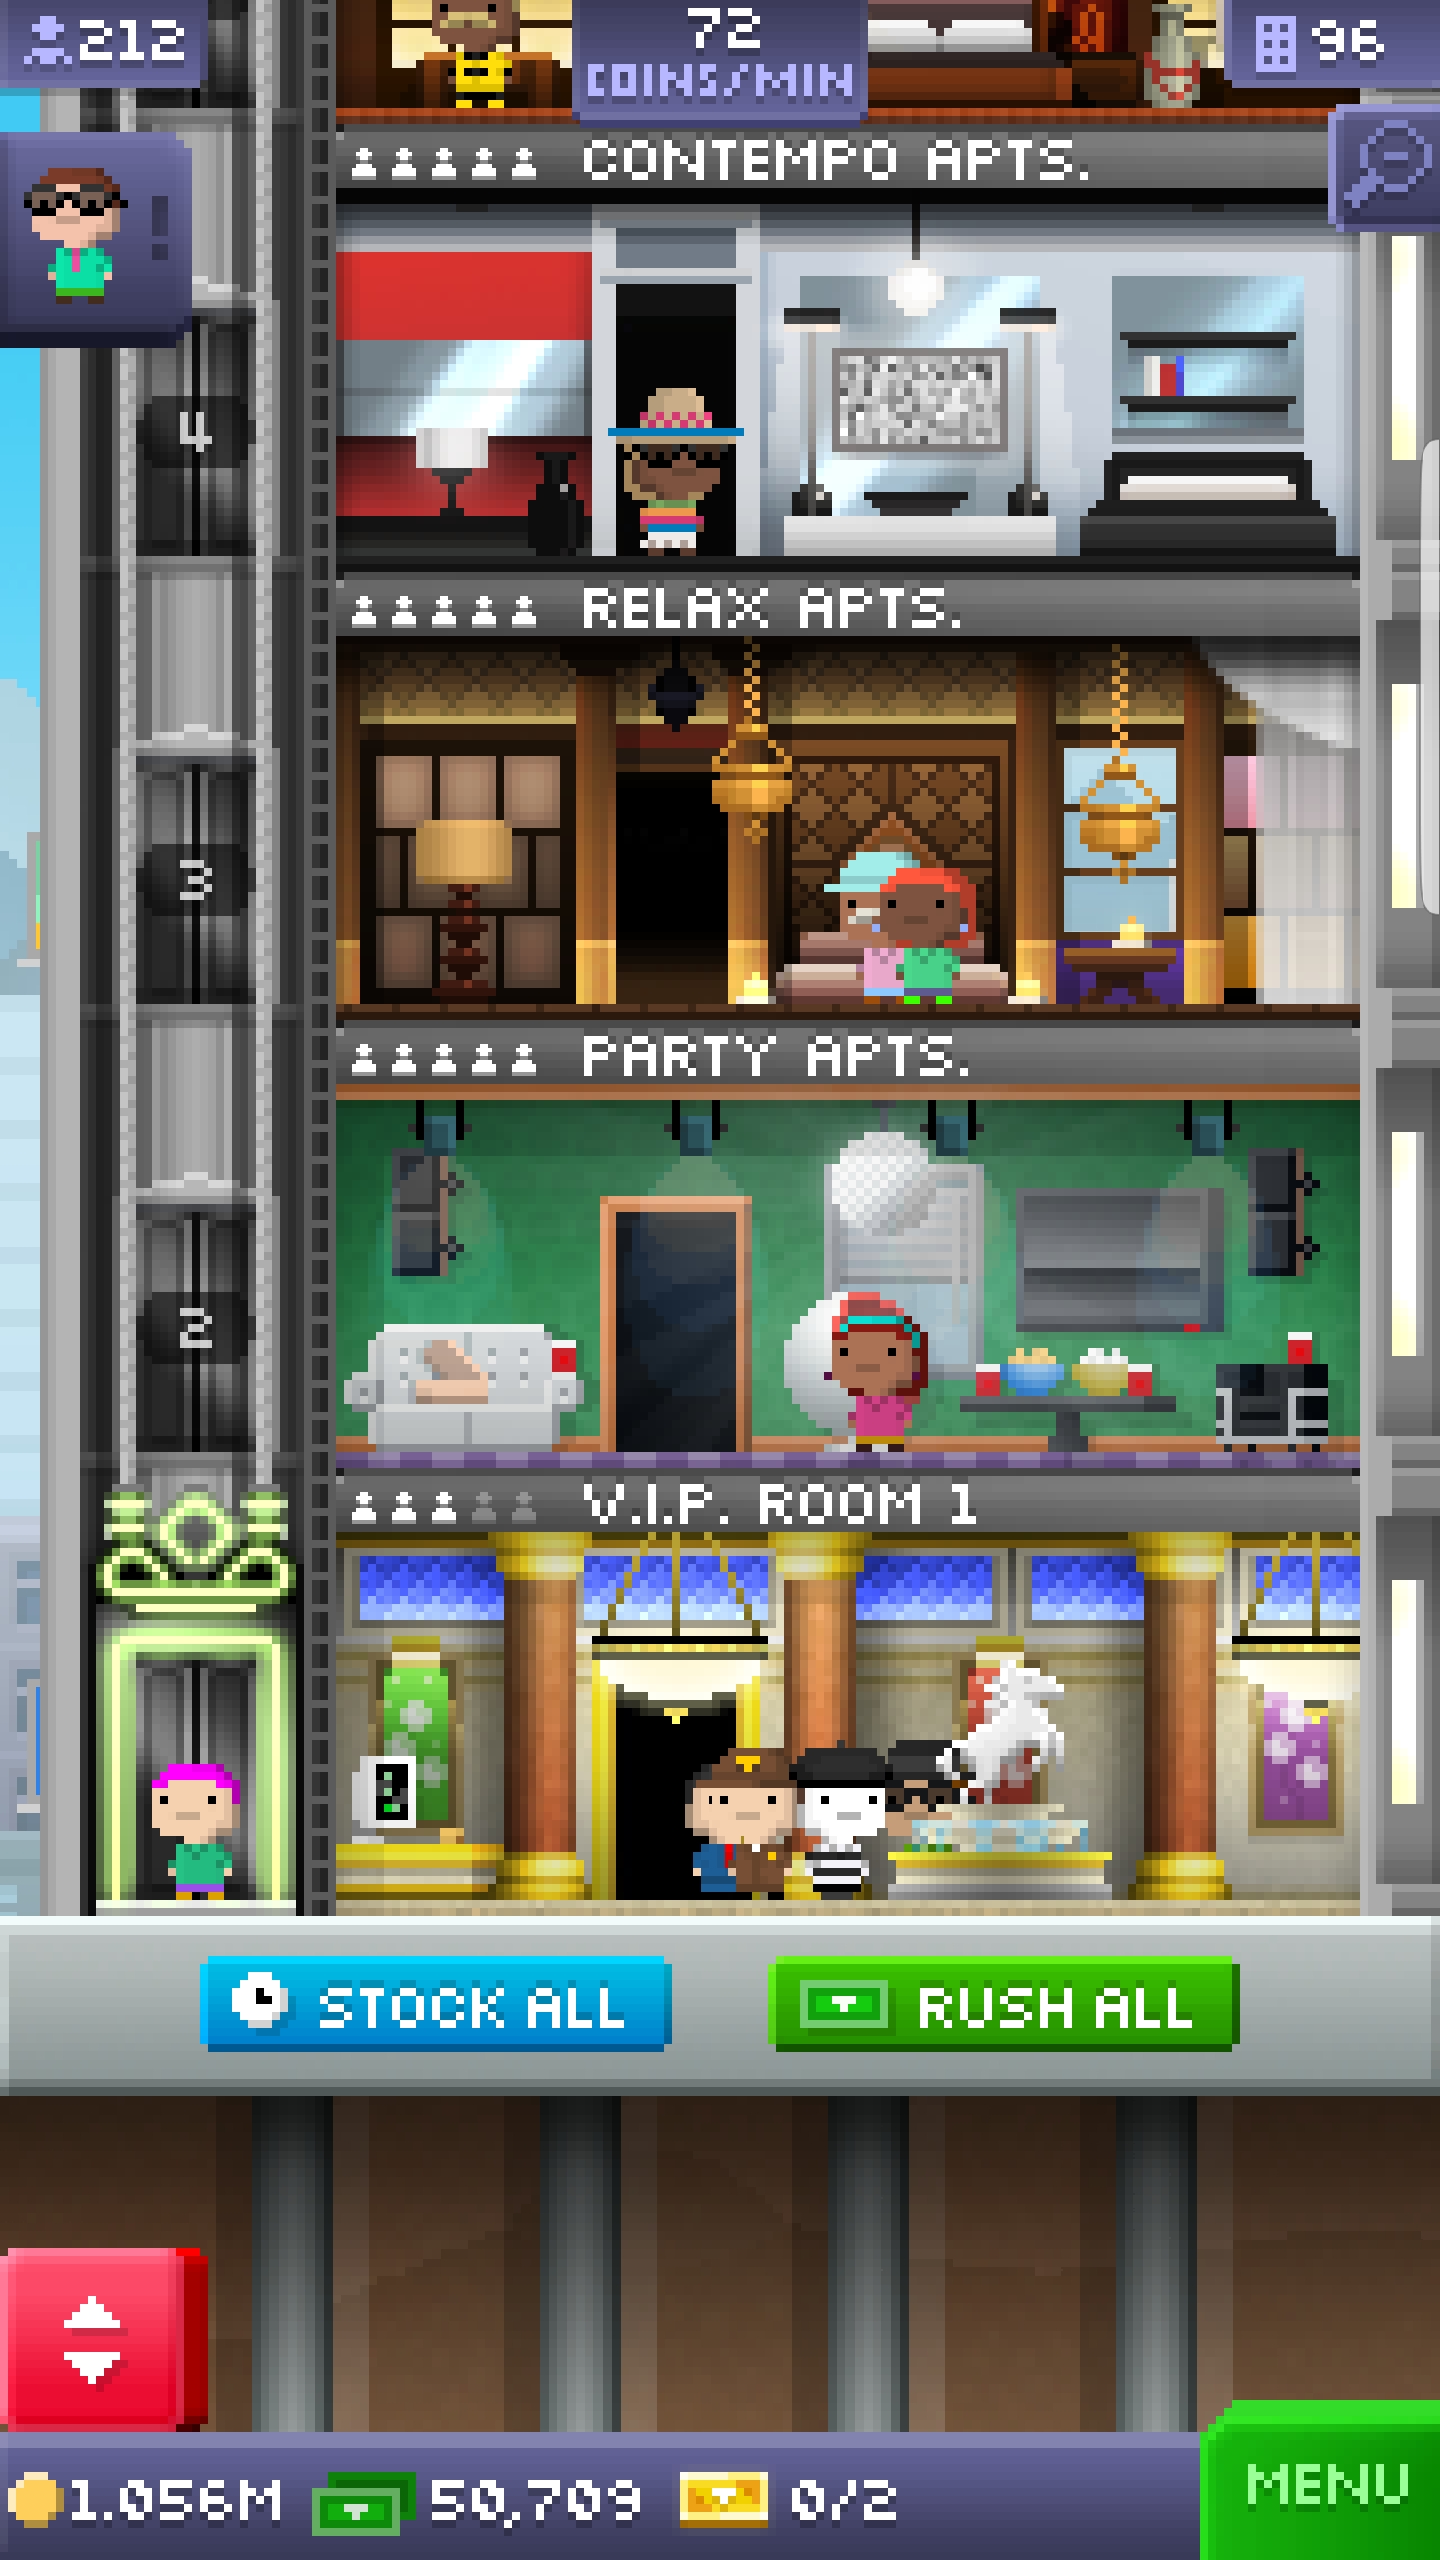 212
72
COINS/MIN
96
CONTEMPO APTS.
!
4
RELAX APTS.
3
PARTY APTS.
2
V.I.P. ROOM 1
STOCK ALL
RUSH ALL
1.056M
50,709
0/2
MENU